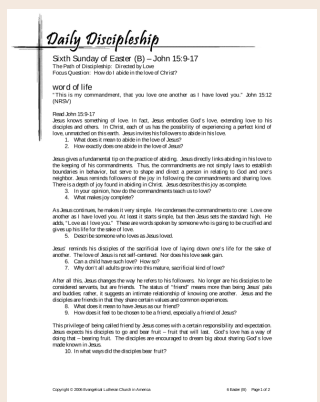 Daily Discipleship
Sixth Sunday of Easter (B) – John 15:9-17
The Path of Discipleship: Directed by Love
Focus Question: How do I abide in the love of Christ?
word of life
"This is my commandment, that you love one another as I have loved you." John 15:12
(NRSV)
Read John 15:9-17
Jesus knows something of love. In fact, Jesus embodies God's love, extending love to his
disciples and others. In Christ, each of us has the possibility of experiencing a perfect kind of
love, unmatched on this earth. Jesus invites his followers to abide in his love.
1. What does it mean to abide in the love of Jesus?
2. How exactly does one abide in the love of Jesus?
Jesus gives a fundamental tip on the practice of abiding. Jesus directly links abiding in his love to
the keeping of his commandments. Thus, the commandments are not simply laws to establish
boundaries in behavior, but serve to shape and direct a person in relating to God and one's
neighbor. Jesus reminds followers of the joy in following the commandments and sharing love.
There is a depth of joy found in abiding in Christ. Jesus describes this joy as complete.
3. In your opinion, how do the commandments teach us to love?
4. What makes joy complete?
As Jesus continues, he makes it very simple. He condenses the commandments to one: Love one
another as I have loved you. At least it starts simple, but then Jesus sets the standard high. He
adds, "Love as I love you." These are words spoken by someone who is going to be crucified and
gives up his life for the sake of love.
5. Describe someone who loves as Jesus loved.
Jesus' reminds his disciples of the sacrificial love of laying down one's life for the sake of
another. The love of Jesus is not self-centered. Nor does his love seek gain.
6. Can a child have such love? How so?
7. Why don't all adults grow into this mature, sacrificial kind of love?
After all this, Jesus changes the way he refers to his followers. No longer are his disciples to be
considered servants, but are friends. The status of "friend" means more than being Jesus' pals
and buddies; rather, it suggests an intimate relationship of knowing one another. Jesus and the
disciples are friends in that they share certain values and common experiences.
8. What does it mean to have Jesus as our friend?
9. How does it feel to be chosen to be a friend, especially a friend of Jesus?
This privilege of being called friend by Jesus comes with a certain responsibility and expectation.
Jesus expects his disciples to go and bear fruit – fruit that will last. God's love has a way of
doing that – bearing fruit. The disciples are encouraged to dream big about sharing God's love
made known in Jesus.
10. In what ways did the disciples bear fruit?
Copyright © 2006 Evangelical Lutheran Church in America 6 Easter (B) Page 1 of 2